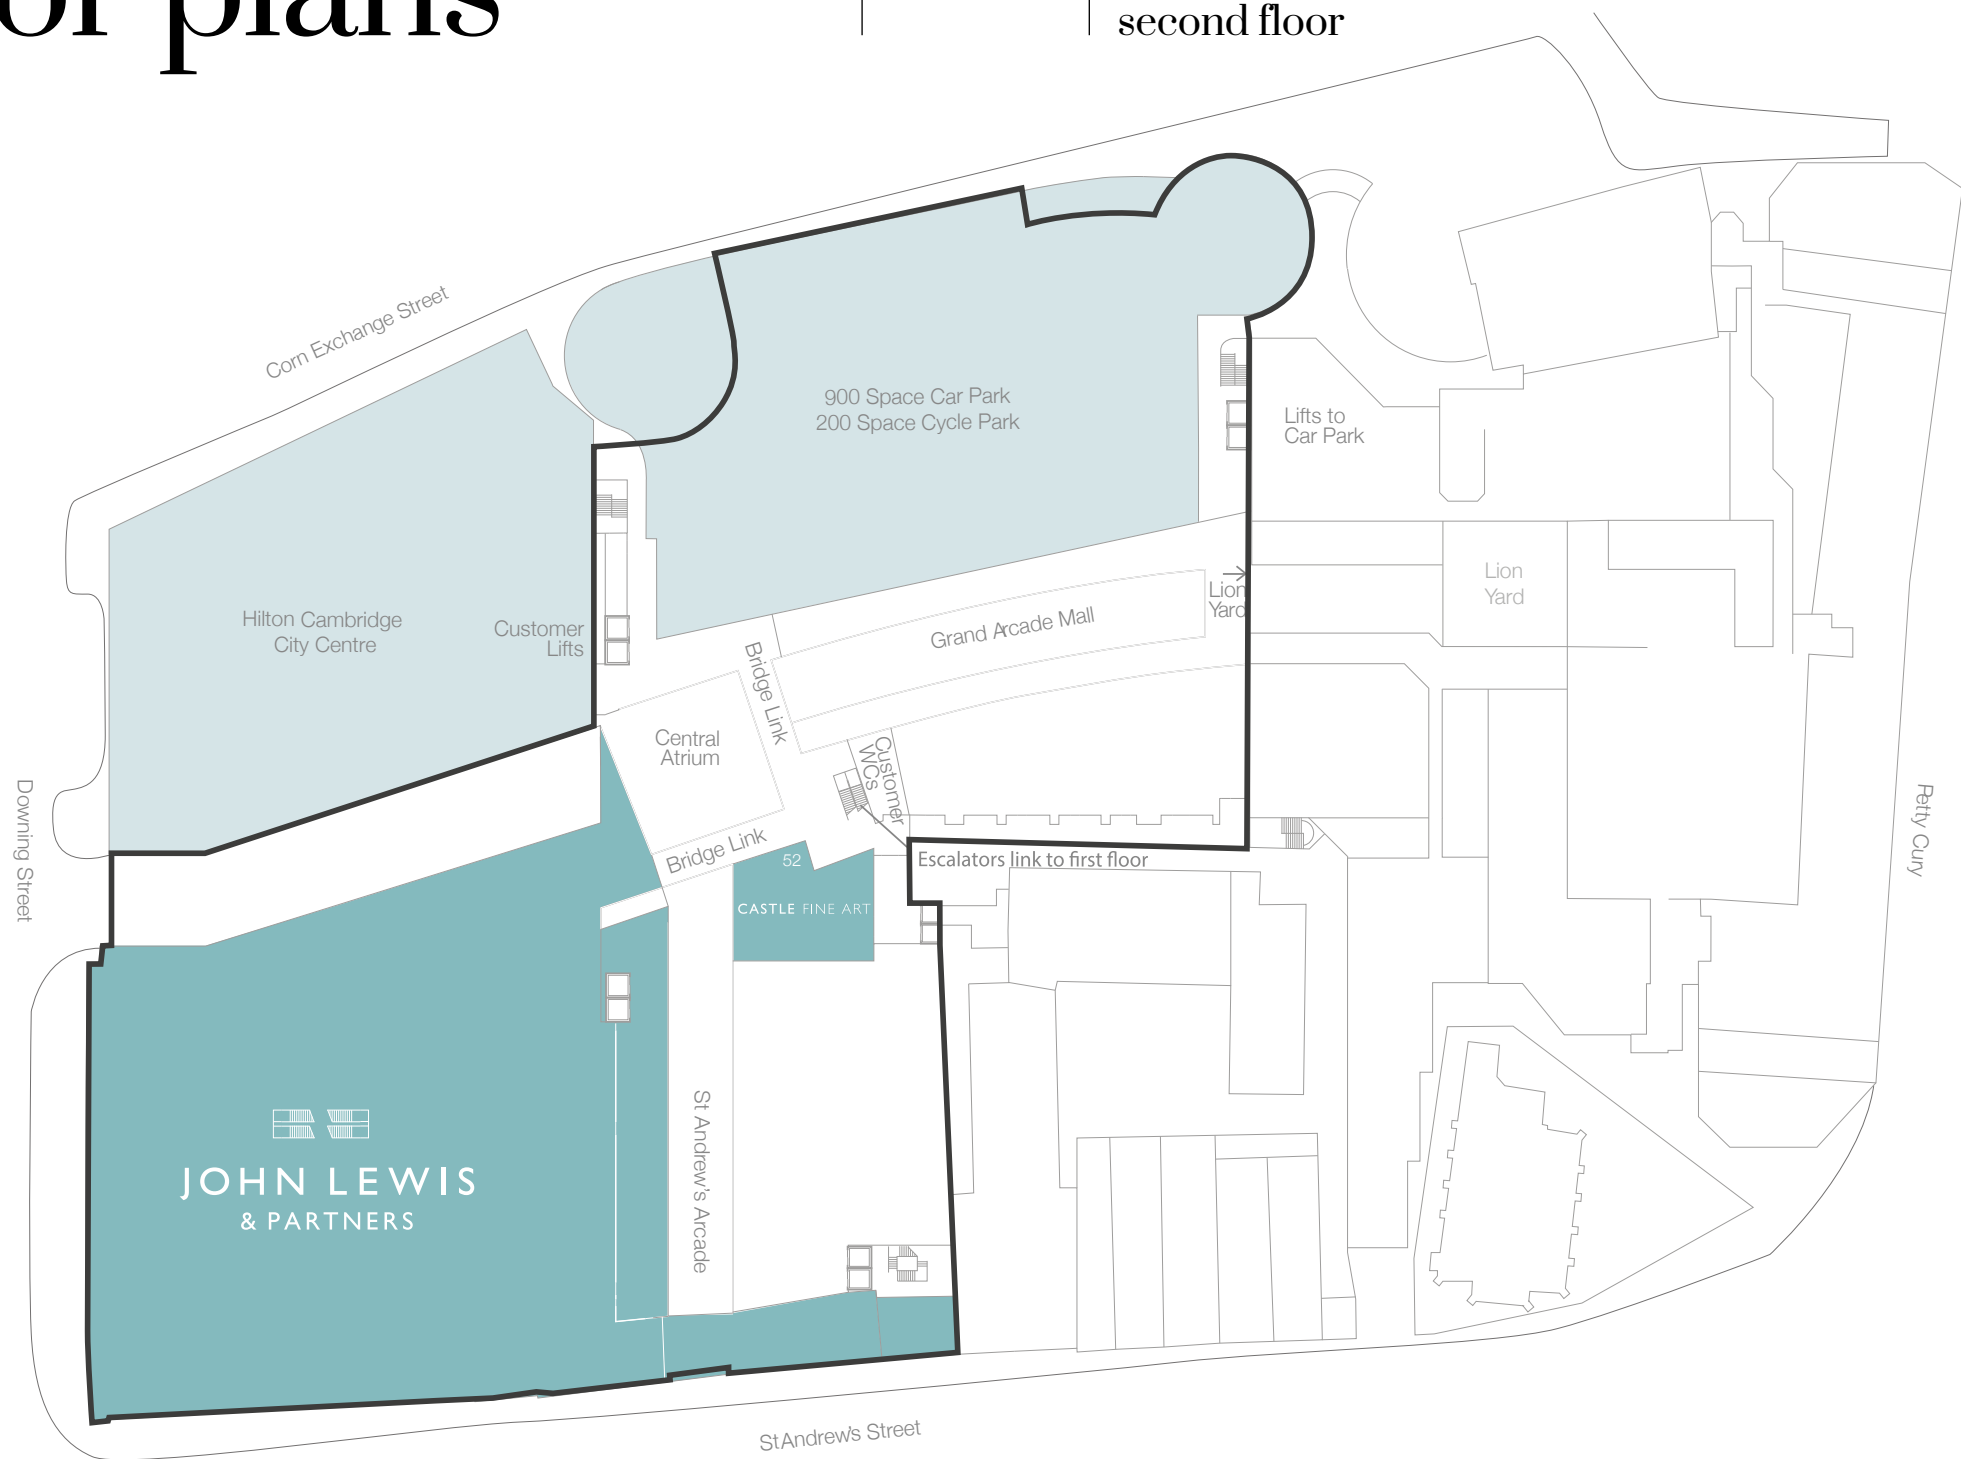 or plans
second floor
Corn Exchange Street
900 Space Car Park
200 Space Cycle Park
Lifts to
Car Park
Hilton Cambridge
City Centre
Customer
Lifts
Grand Arcade Mall
Lion
Yard
Lion
Yard
Bridge Link
Central
Atrium
Customer
WCs
Bridge Link
52
CASTLE FINE ART
Escalators link to first floor
Downing Street
Petty Cury
JOHN LEWIS
& PARTNERS
St Andrew's Arcade
St Andrew's Street